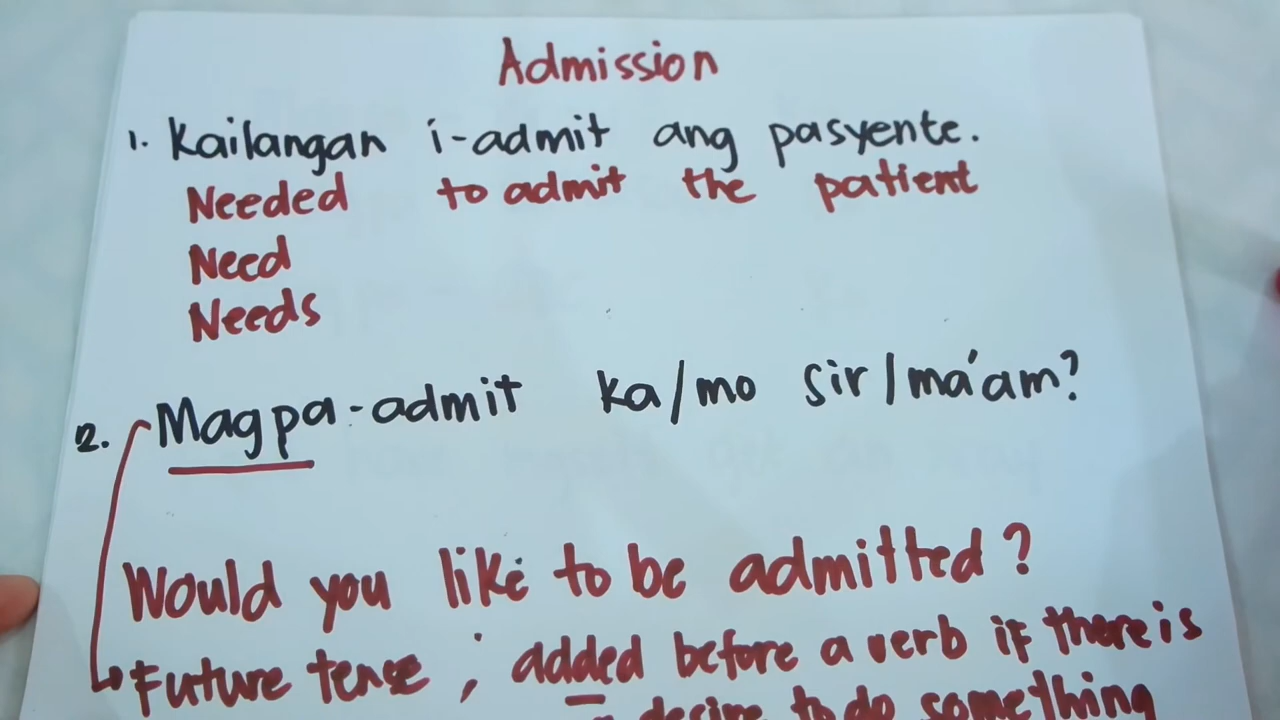 Admission
1. Kailangan i-admit ang pasyente.
Needed to admit the patient
Need
Needs
2. Magpa-admit ka/mo sir/ma'am?
Would you like to be admitted?
Future tense ; added before a verb if there is
a desire to do something